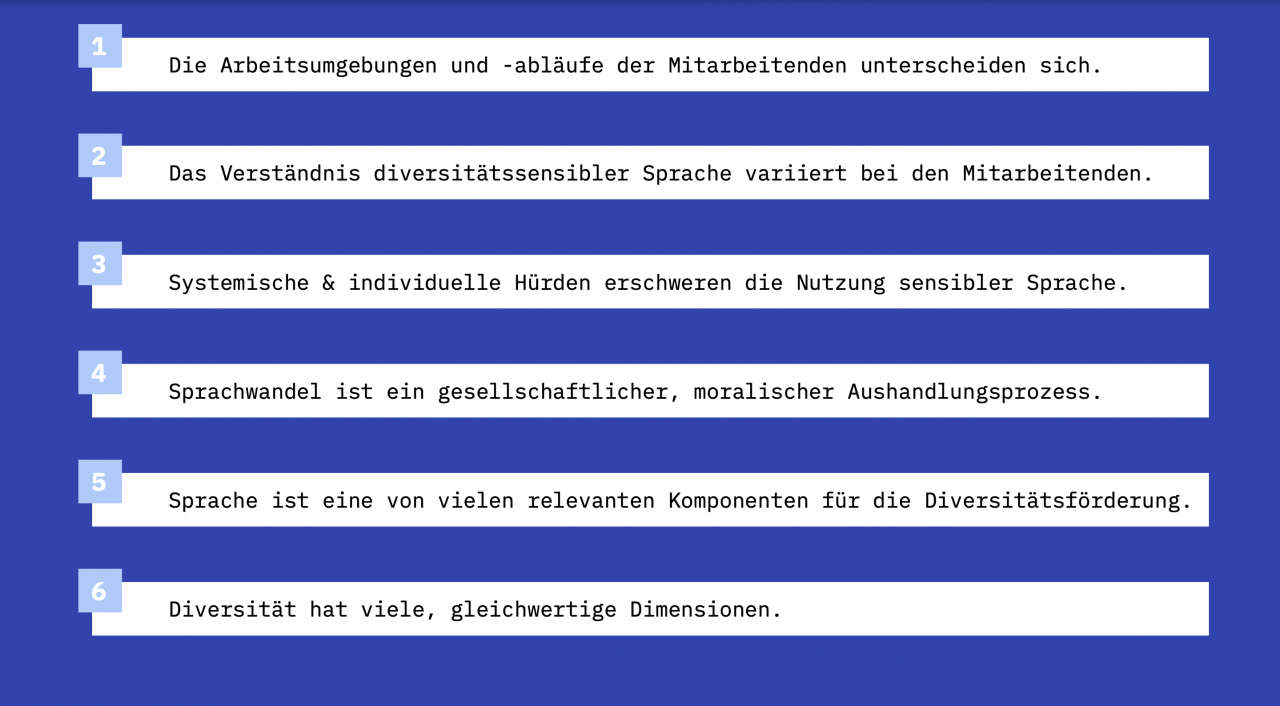 1
Die Arbeitsumgebungen und -abläufe der Mitarbeitenden unterscheiden sich.
2
Das Verständnis diversitätssensibler Sprache variiert bei den Mitarbeitenden.
3
Systemische & individuelle Hürden erschweren die Nutzung sensibler Sprache.
4
Sprachwandel ist ein gesellschaftlicher, moralischer Aushandlungsprozess.
5
Sprache ist eine von vielen relevanten Komponenten für die Diversitätsförderung.
6
Diversität hat viele, gleichwertige Dimensionen.